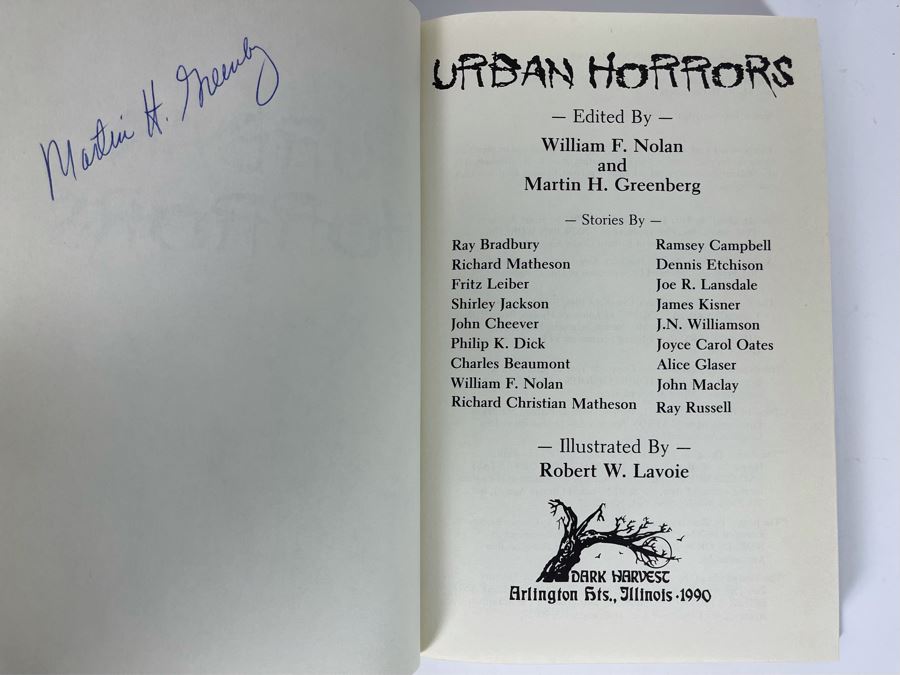 Martin H. Greenberg
URBAN HORRORS
— Edited By —
William F. Nolan
and
Martin H. Greenberg
— Stories By —
Ray Bradbury
Richard Matheson
Fritz Leiber
Shirley Jackson
John Cheever
Philip K. Dick
Charles Beaumont
William F. Nolan
Richard Christian Matheson
Ramsey Campbell
Dennis Etchison
Joe R. Lansdale
James Kisner
J.N. Williamson
Joyce Carol Oates
Alice Glaser
John Maclay
Ray Russell
— Illustrated By —
Robert W. Lavoie
DARK HARVEST
Arlington Hts., Illinois · 1990